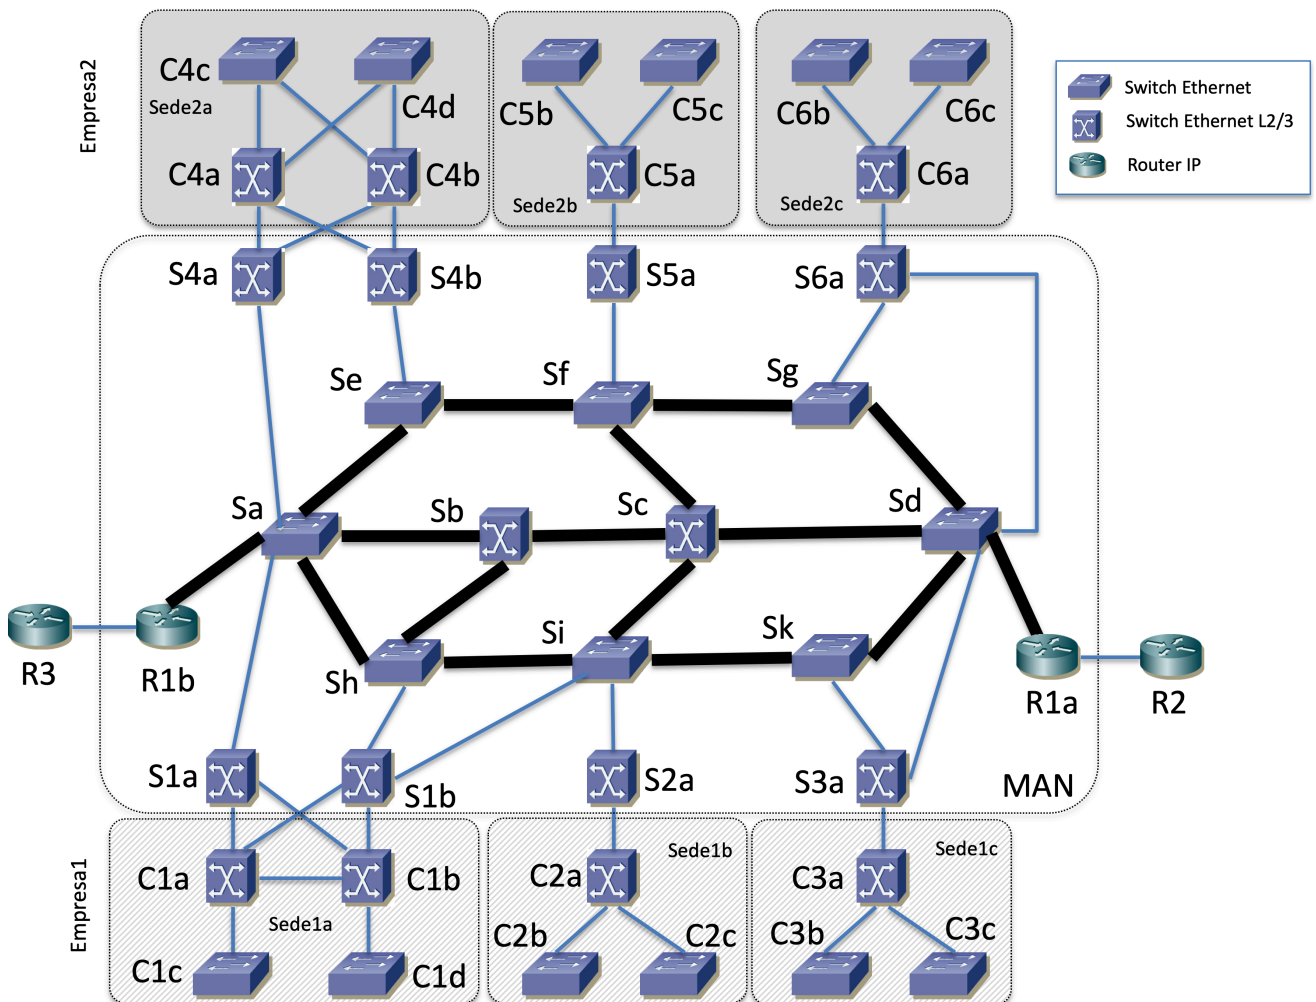 Empresa2
C4c
Sede2a
C4d
C4a
C4b
C5b
C5c
C5a
Sede2b
C6b
C6c
C6a
Sede2c
Switch Ethernet
Switch Ethernet L2/3
Router IP
S4a
S4b
S5a
S6a
Se
Sf
Sg
Sa
Sb
Sc
Sd
R3
R1b
Sh
Si
Sk
R1a
R2
S1a
S1b
S2a
S3a
MAN
Empresa1
C1a
C1b
Sede1a
C1c
C1d
Sede1b
C2a
C2b
C2c
Sede1c
C3a
C3b
C3c